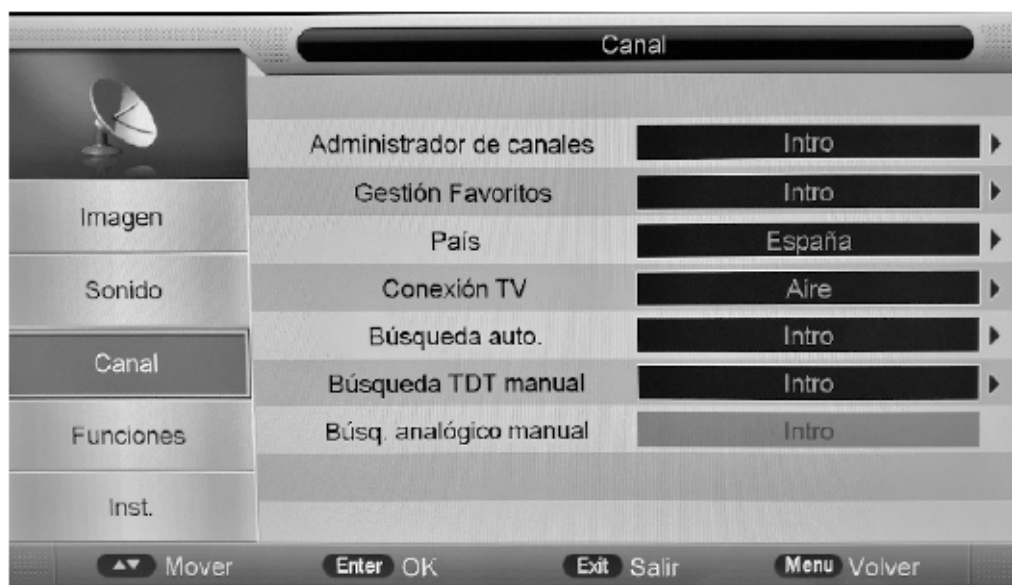 Canal
Administrador de canales Intro
Gestión Favoritos Intro
Imagen
País España
Sonido
Conexión TV Aire
Búsqueda auto. Intro
Canal
Búsqueda TDT manual Intro
Funciones
Búsq. analógico manual Intro
Inst.
Mover Enter OK Exit Salir Menu Volver